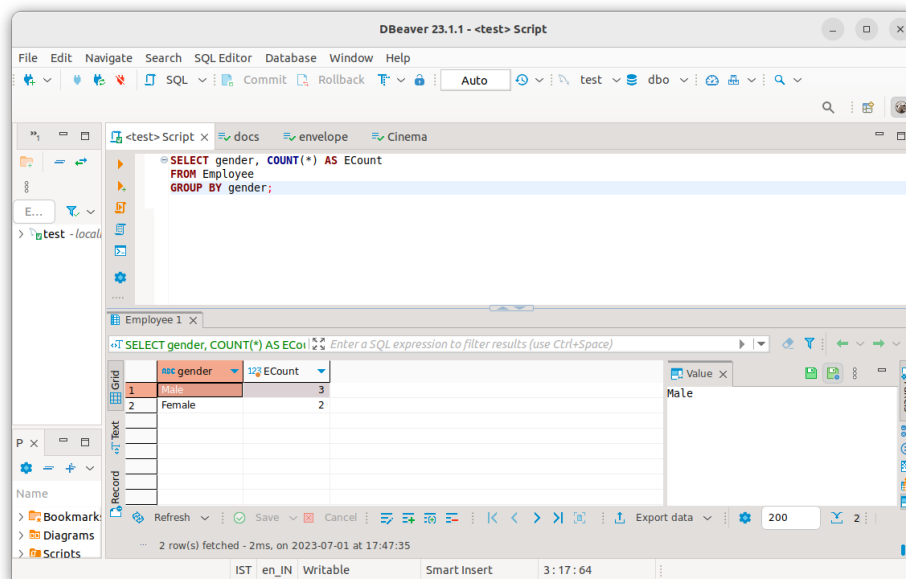 DBeaver 23.1.1 - <test> Script
File Edit Navigate Search SQL Editor Database Window Help
SQL Commit Rollback Auto test dbo
<test> Script docs envelope Cinema
E...
test - locall
SELECT gender, COUNT(*) AS ECount
FROM Employee
GROUP BY gender;
Employee 1
SELECT gender, COUNT(*) AS ECou Enter a SQL expression to filter results (use Ctrl+Space)
Grid
Text
Record
ABC gender 123 ECount
1 Male 3
2 Female 2
Value
Male
P
Name
Bookmark
Diagrams
Scripts
Refresh Save Cancel Export data 200 2
2 row(s) fetched - 2ms, on 2023-07-01 at 17:47:35
IST en_IN Writable Smart Insert 3 : 17 : 64